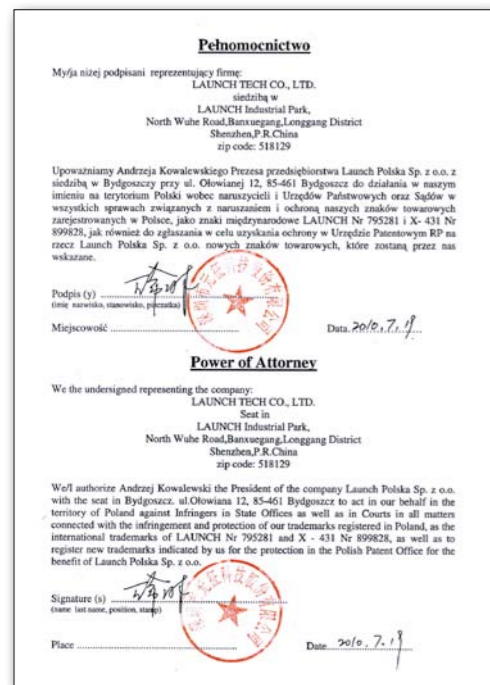 Pełnomocnictwo
My/ja niżej podpisani reprezentujący firmę:
LAUNCH TECH CO., LTD.
siedzibą w
LAUNCH Industrial Park,
North Wuhe Road,Banxuegang,Longgang District
Shenzhen,P.R.China
zip code: 518129
Upoważniamy Andrzeja Kowalewskiego Prezesa przedsiębiorstwa Launch Polska Sp. z o.o. z
siedzibą w Bydgoszczy przy ul. Ołowianej 12, 85-461 Bydgoszcz do działania w naszym
imieniu na terytorium Polski wobec naruszycieli i Urzędów Państwowych oraz Sądów w
wszystkich sprawach związanych z naruszaniem i ochroną naszych znaków towarowych
zarejestrowanych w Polsce, jako znaki międzynarodowe LAUNCH Nr 795281 i X- 431 Nr
899828, jak również do zgłaszania w celu uzyskania ochrony w Urzędzie Patentowym RP na
rzecz Launch Polska Sp. z o.o. nowych znaków towarowych, które zostaną przez nas
wskazane.
Podpis (y)
(imię nazwisko, stanowisko, pieczątka)
Miejscowość Data. 2010.7.19
Power of Attorney
We the undersigned representing the company:
LAUNCH TECH CO., LTD.
Seat in
LAUNCH Industrial Park,
North Wuhe Road,Banxuegang,Longgang District
Shenzhen,P.R.China
zip code: 518129
We/I authorize Andrzej Kowalewski the President of the company Launch Polska Sp. z o.o.
with the seat in Bydgoszcz. ul.Ołowiana 12, 85-461 Bydgoszcz to act in our behalf in the
territory of Poland against Infringers in State Offices as well as in Courts in all matters
connected with the infringement and protection of our trademarks registered in Poland, as the
international trademarks of LAUNCH Nr 795281 and X - 431 Nr 899828, as well as to
register new trademarks indicated by us for the protection in the Polish Patent Office for the
benefit of Launch Polska Sp. z o.o.
Signature (s)
(name last name, position, stamp)
Place Date 2010.7.19